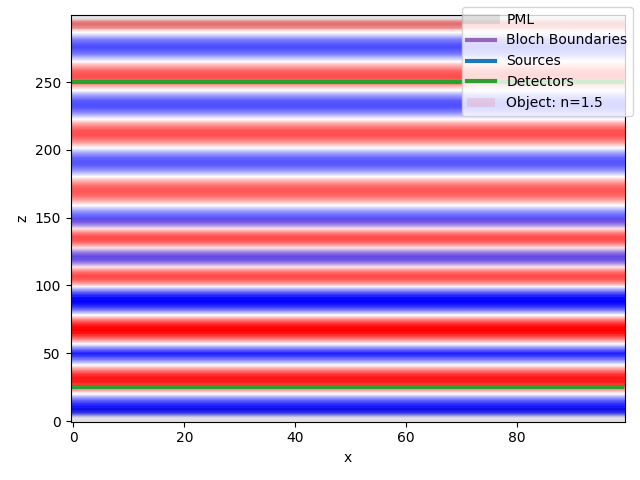 PML
Bloch Boundaries
Sources
Detectors
Object: n=1.5
250
200
150
100
50
0
z
0 20 40 60 80
x